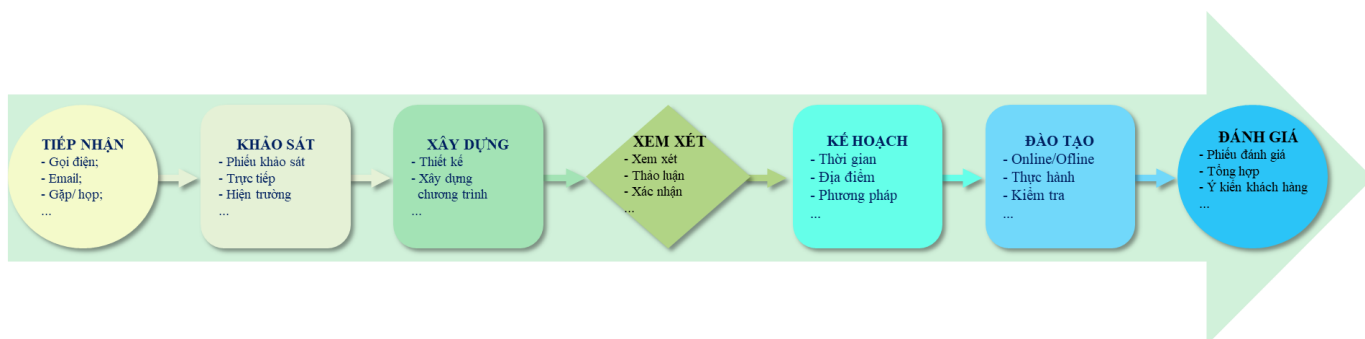 TIẾP NHẬN
- Gọi điện;
- Email;
- Gặp/ họp;
...
KHẢO SÁT
- Phiếu khảo sát
- Trực tiếp
- Hiện trường
...
XÂY DỰNG
- Thiết kế
- Xây dựng
chương trình
...
XEM XÉT
- Xem xét
- Thảo luận
- Xác nhận
...
KẾ HOẠCH
- Thời gian
- Địa điểm
- Phương pháp
...
ĐÀO TẠO
- Online/Ofline
- Thực hành
- Kiểm tra
...
ĐÁNH GIÁ
- Phiếu đánh giá
- Tổng hợp
- Ý kiến khách hàng
...